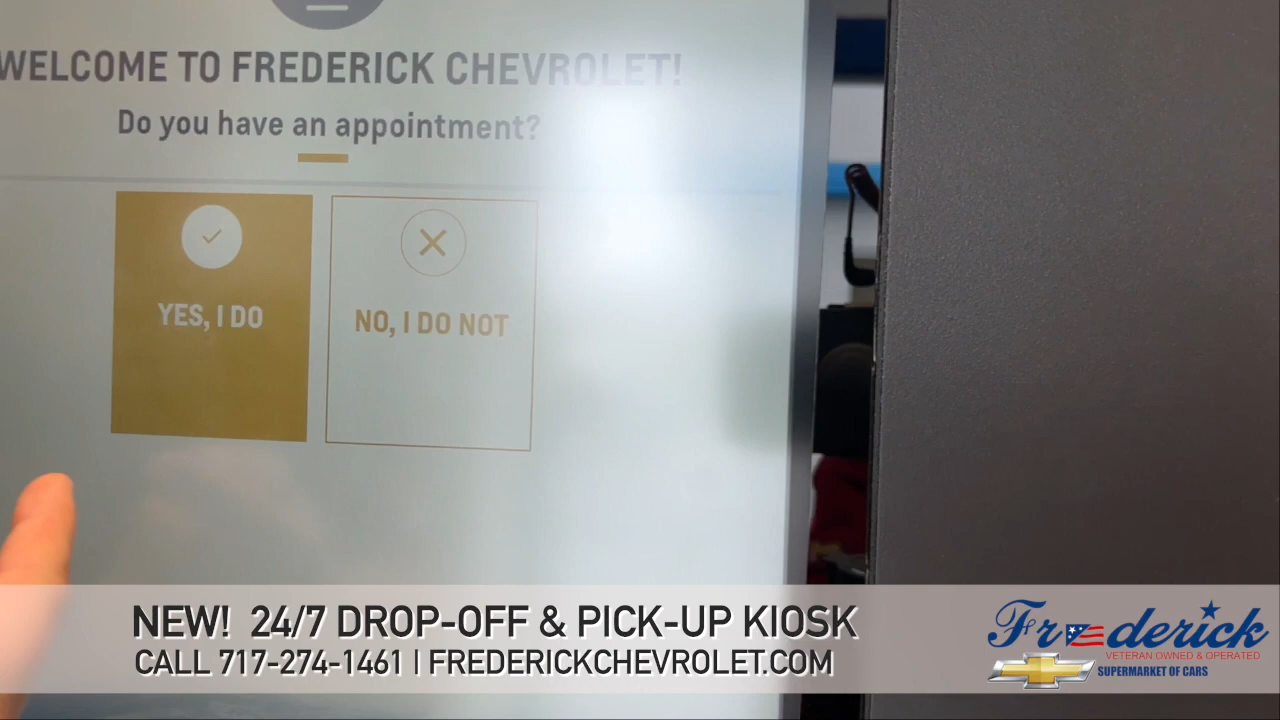 WELCOME TO FREDERICK CHEVROLET!
Do you have an appointment?
YES, I DO
NO, I DO NOT
NEW! 24/7 DROP-OFF & PICK-UP KIOSK
CALL 717-274-1461 | FREDERICKCHEVROLET.COM
Frederick
VETERAN OWNED & OPERATED
SUPERMARKET OF CARS